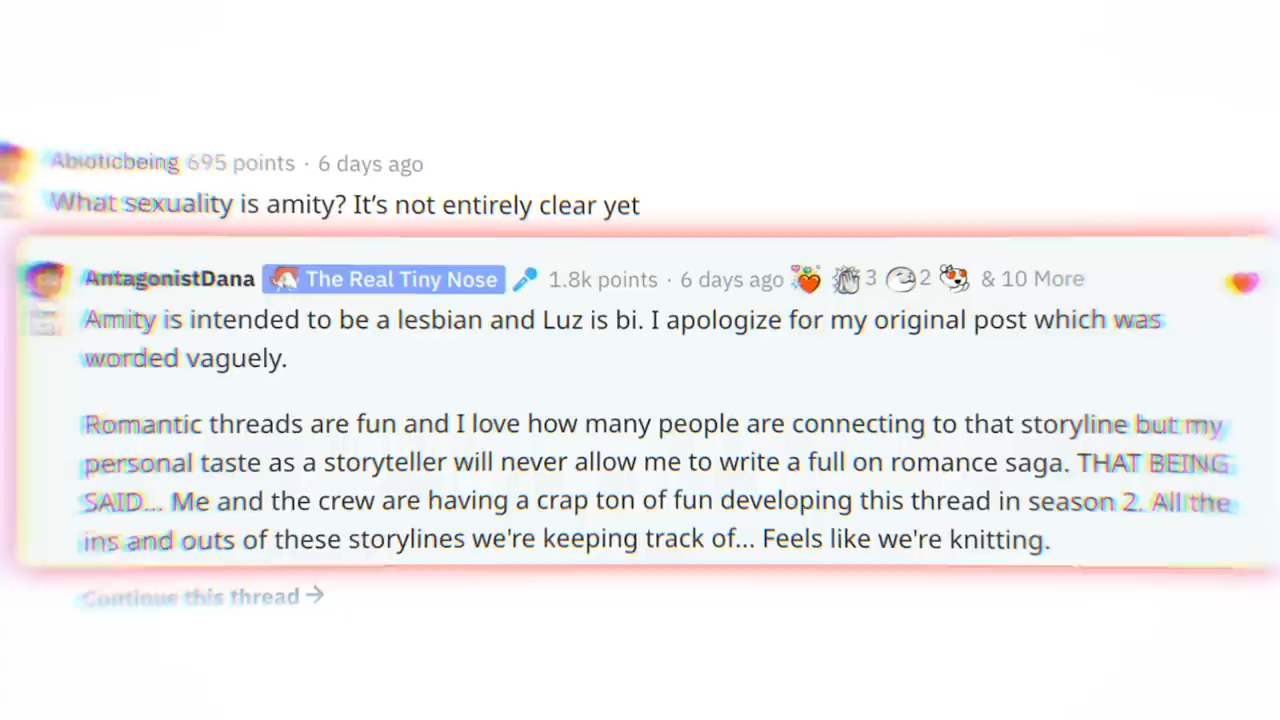 Abioticbeing 695 points · 6 days ago
What sexuality is amity? It’s not entirely clear yet
AntagonistDana The Real Tiny Nose 1.8k points · 6 days ago 3 2 & 10 More
Amity is intended to be a lesbian and Luz is bi. I apologize for my original post which was
worded vaguely.
Romantic threads are fun and I love how many people are connecting to that storyline but my
personal taste as a storyteller will never allow me to write a full on romance saga. THAT BEING
SAID... Me and the crew are having a crap ton of fun developing this thread in season 2. All the
ins and outs of these storylines we're keeping track of... Feels like we're knitting.
Continue this thread →